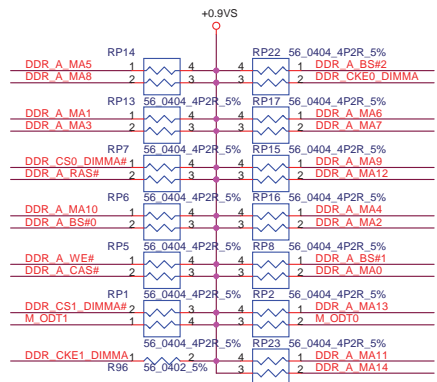 +0.9VS
RP14 RP22 56_0404_4P2R_5%
DDR_A_MA5 1 4 4 1 DDR_A_BS#2
DDR_A_MA8 2 3 3 2 DDR_CKE0_DIMMA
RP13 56_0404_4P2R_5% RP17 56_0404_4P2R_5%
DDR_A_MA1 1 4 4 1 DDR_A_MA6
DDR_A_MA3 2 3 3 2 DDR_A_MA7
RP7 56_0404_4P2R_5% RP15 56_0404_4P2R_5%
DDR_CS0_DIMMA# 1 4 4 1 DDR_A_MA9
DDR_A_RAS# 2 3 3 2 DDR_A_MA12
RP6 56_0404_4P2R_5% RP16 56_0404_4P2R_5%
DDR_A_MA10 1 4 4 1 DDR_A_MA4
DDR_A_BS#0 2 3 3 2 DDR_A_MA2
RP5 56_0404_4P2R_5% RP8 56_0404_4P2R_5%
DDR_A_WE# 1 4 4 1 DDR_A_BS#1
DDR_A_CAS# 2 3 3 2 DDR_A_MA0
RP1 56_0404_4P2R_5% RP2 56_0404_4P2R_5%
DDR_CS1_DIMMA# 2 3 4 1 DDR_A_MA13
M_ODT1 1 4 3 2 M_ODT0
RP23 56_0404_4P2R_5%
DDR_CKE1_DIMMA 1 2 4 1 DDR_A_MA11
R96 56_0402_5% 3 2 DDR_A_MA14